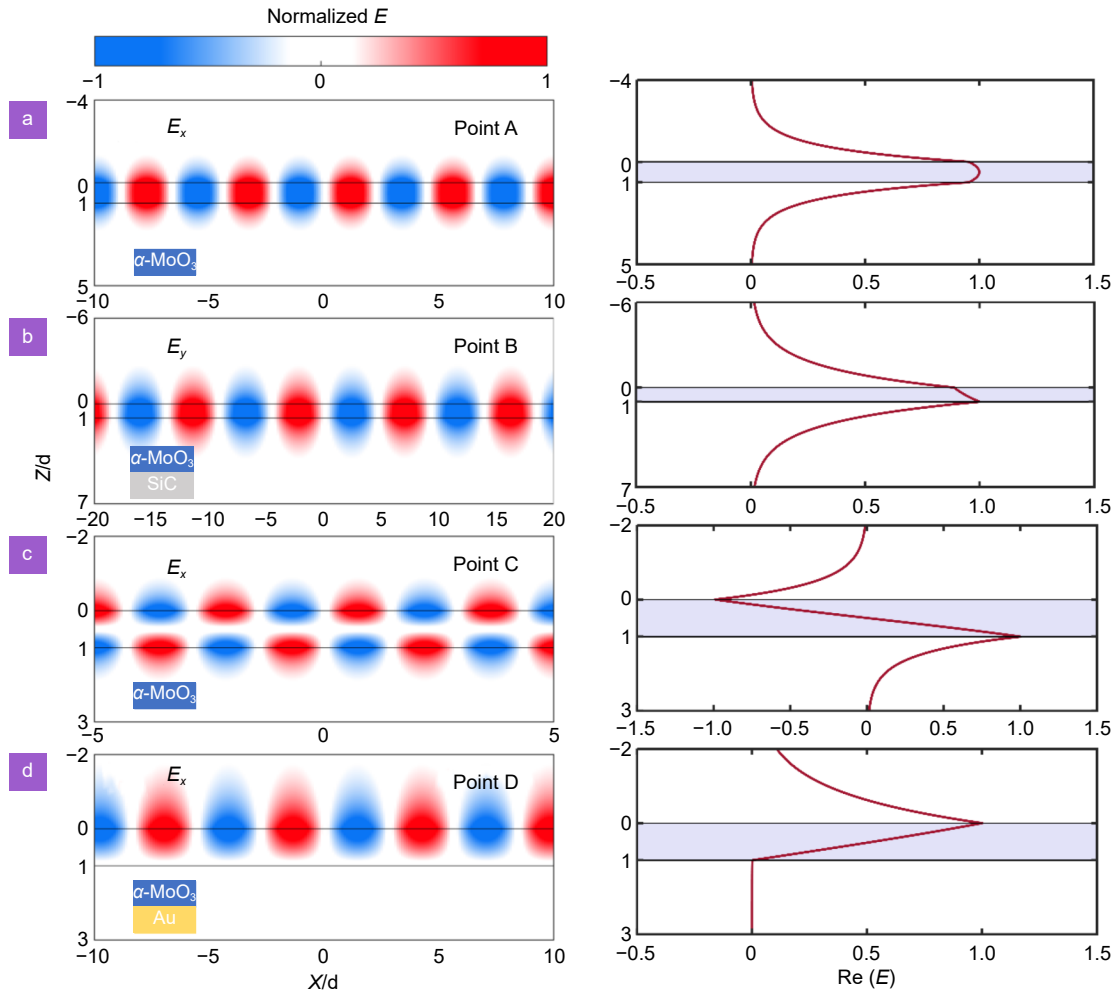 Normalized E
−1 0 1
a
−4
0
1
5
Eₓ
Point A
α-MoO₃
−10 −5 0 5 10
−4
0
1
5
−0.5 0 0.5 1.0 1.5
b
−6
0
1
7
E_y
Point B
α-MoO₃
SiC
−20 −15 −10 −5 0 5 10 15 20
−6
0
1
7
−0.5 0 0.5 1.0 1.5
Z/d
c
−2
0
1
3
Eₓ
Point C
α-MoO₃
−5 0 5
−2
0
1
3
−1.5 −1.0 −0.5 0 0.5 1.0 1.5
d
−2
0
1
3
Eₓ
Point D
α-MoO₃
Au
−10 −5 0 5 10
X/d
−2
0
1
3
−0.5 0 0.5 1.0 1.5
Re (E)